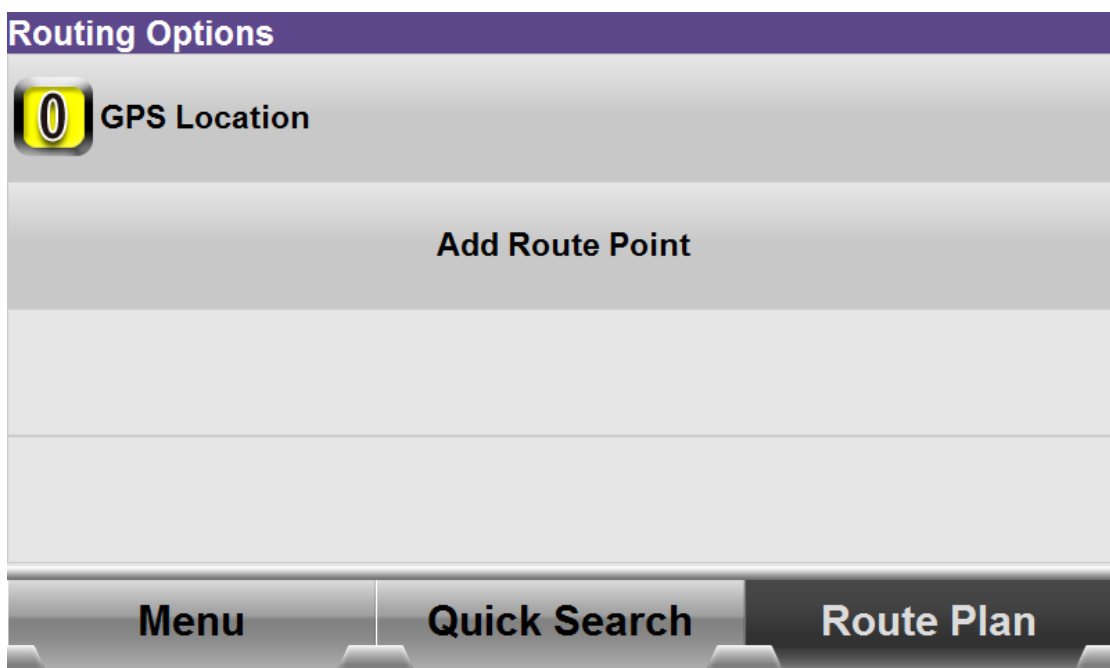 Routing Options
0 GPS Location
Add Route Point
Menu Quick Search Route Plan